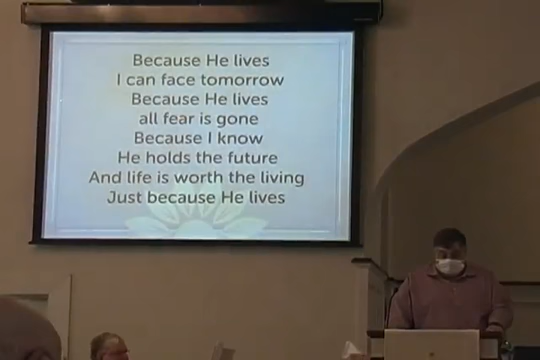 Because He lives
I can face tomorrow
Because He lives
all fear is gone
Because I know
He holds the future
And life is worth the living
Just because He lives